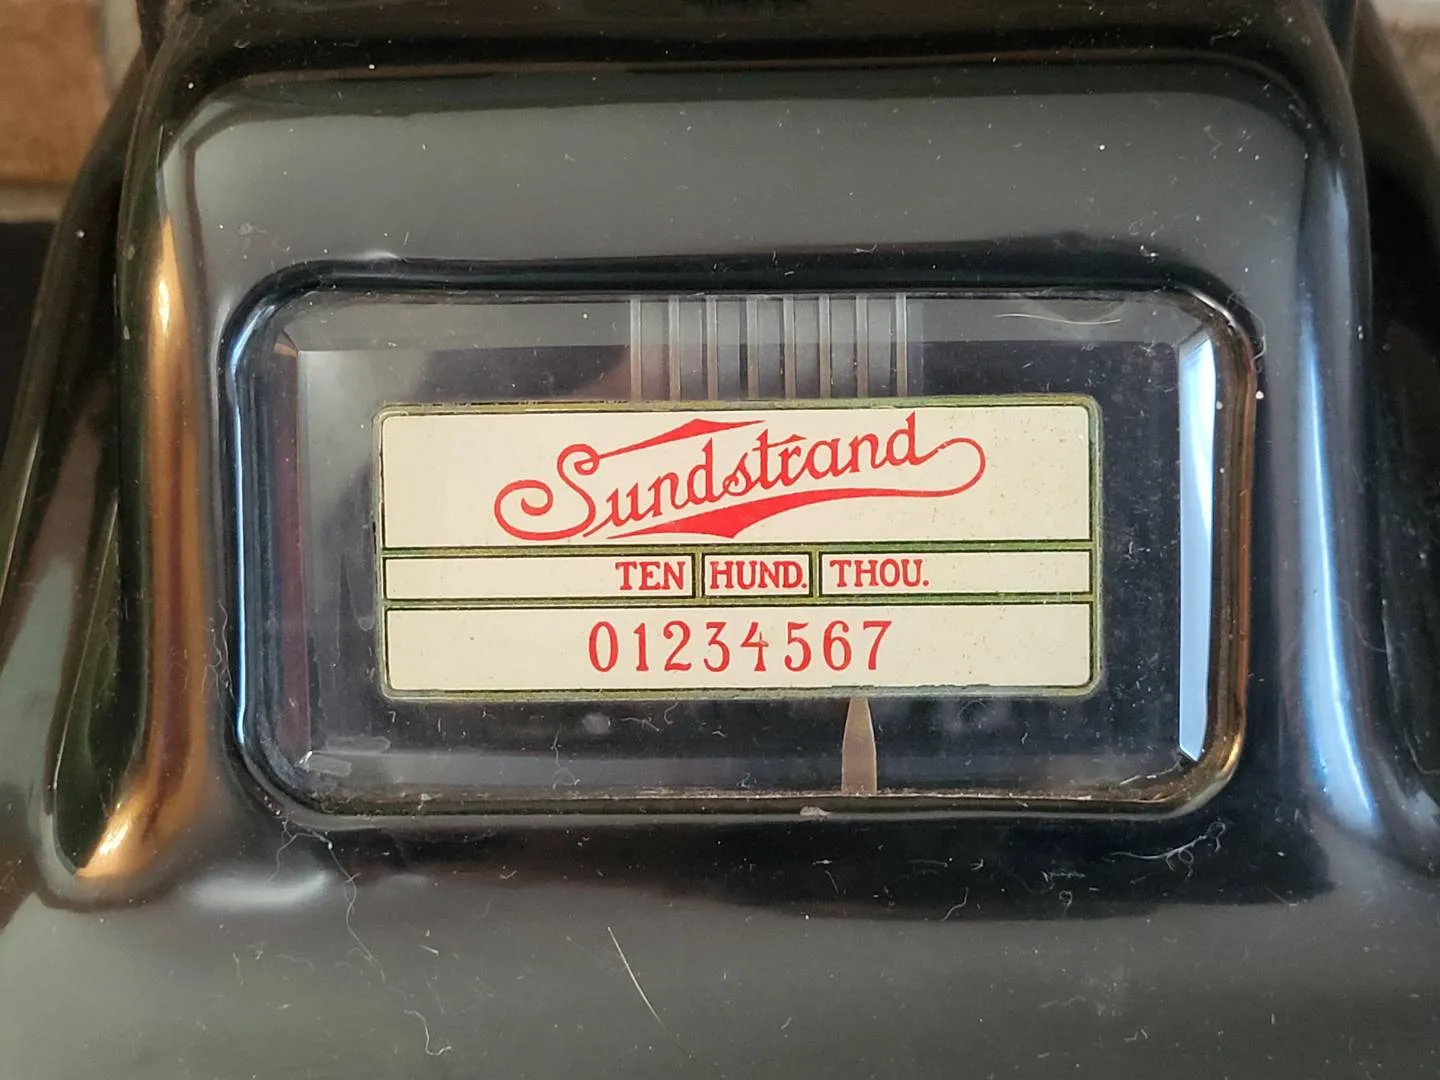 Sundstrand
TEN HUND. THOU.
01234567